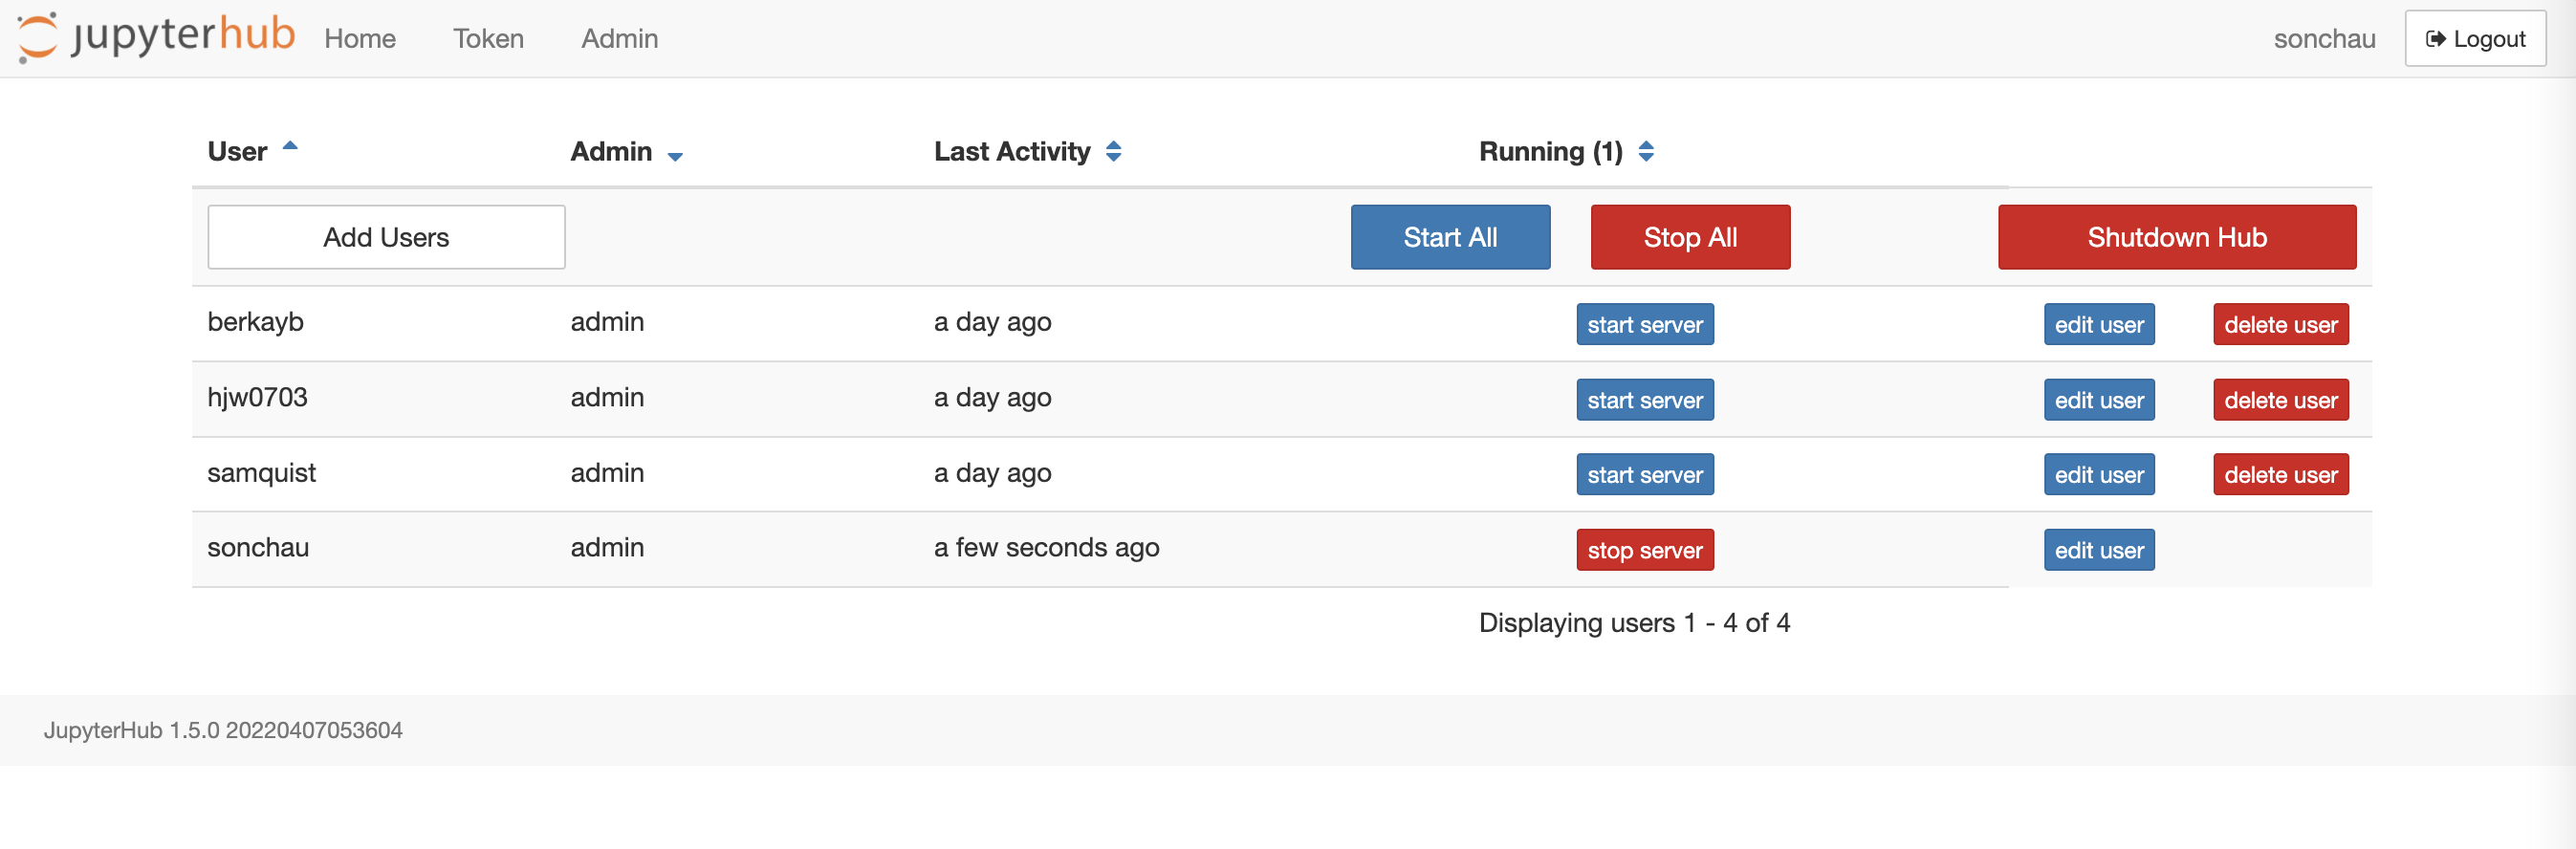 jupyterhub Home Token Admin sonchau Logout
User Admin Last Activity Running (1)
Add Users Start All Stop All Shutdown Hub
berkayb admin a day ago start server edit user delete user
hjw0703 admin a day ago start server edit user delete user
samquist admin a day ago start server edit user delete user
sonchau admin a few seconds ago stop server edit user
Displaying users 1 - 4 of 4
JupyterHub 1.5.0 20220407053604